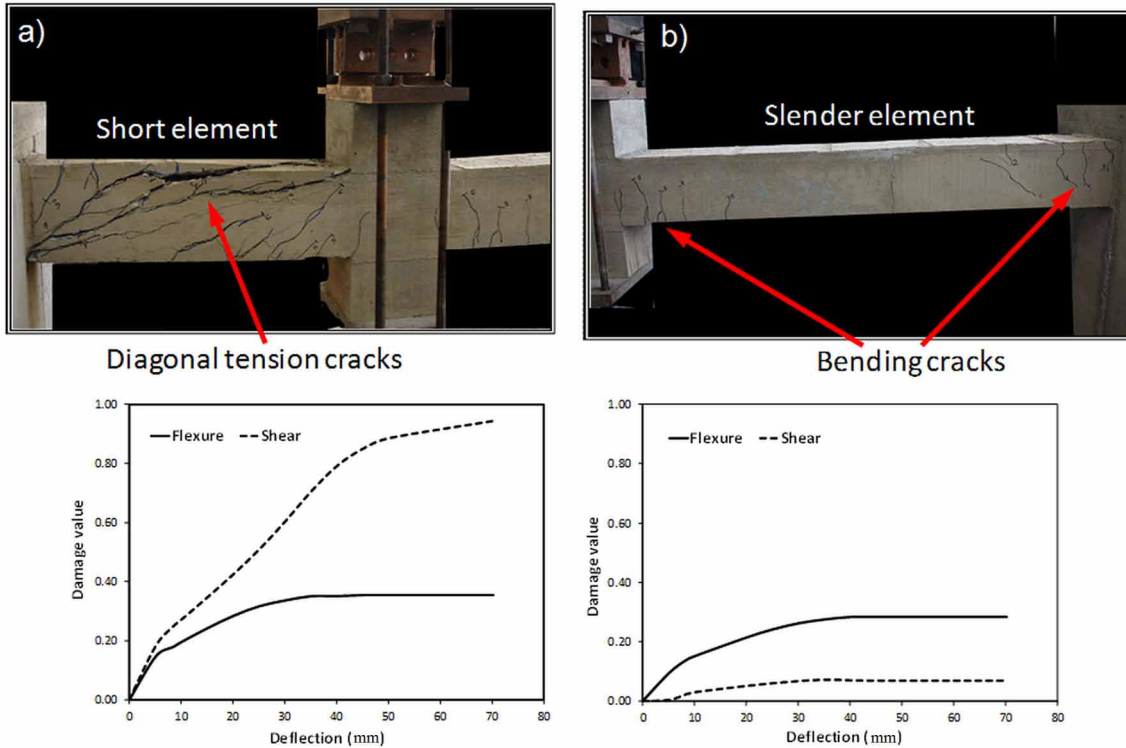 a)
Short element
Diagonal tension cracks
b)
Slender element
Bending cracks
1.00
0.80
0.60
0.40
0.20
0.00
Damage value
Flexure Shear
0 10 20 30 40 50 60 70 80
Deflection (mm)
1.00
0.80
0.60
0.40
0.20
0.00
Damage value
Flexure Shear
0 10 20 30 40 50 60 70 80
Deflection (mm)